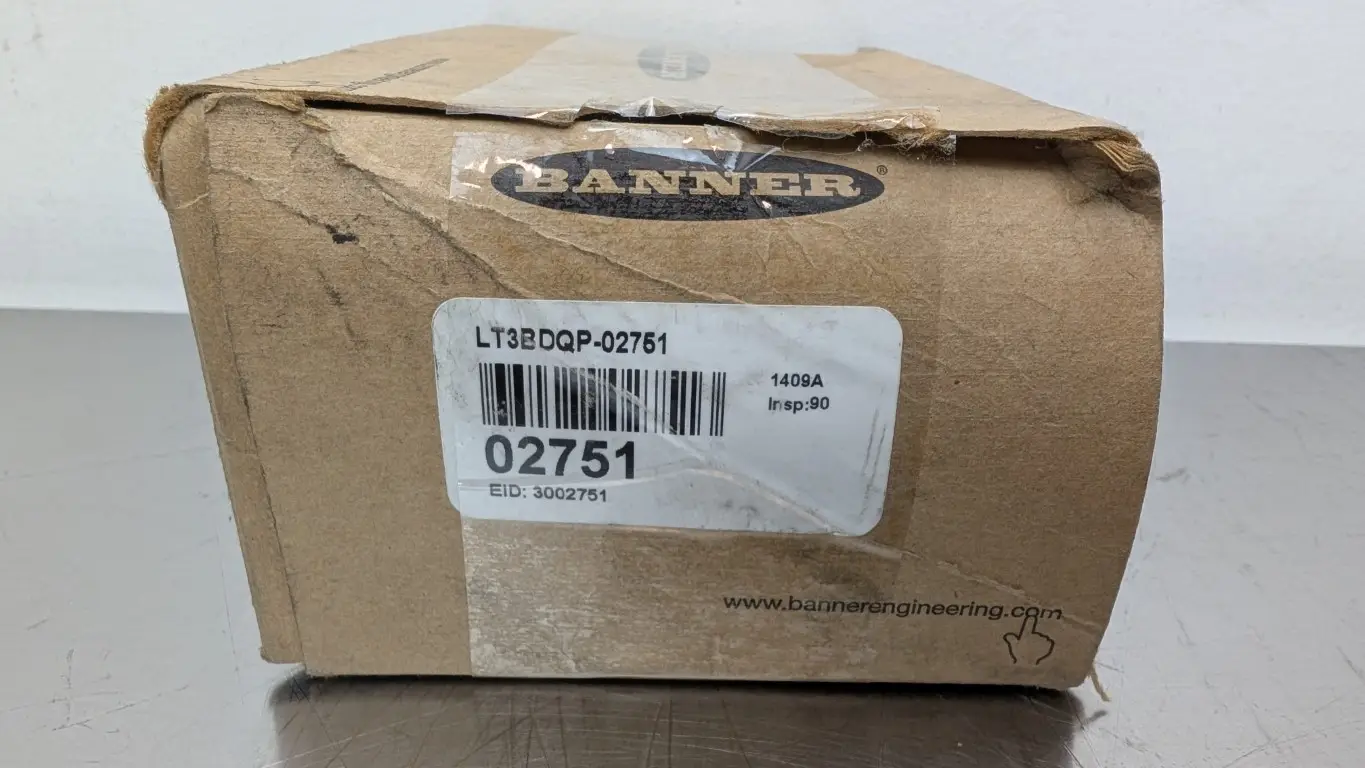 BANNER®
LT3BDQP-02751
1409A
Insp:90
02751
EID: 3002751
www.bannerengineering.com